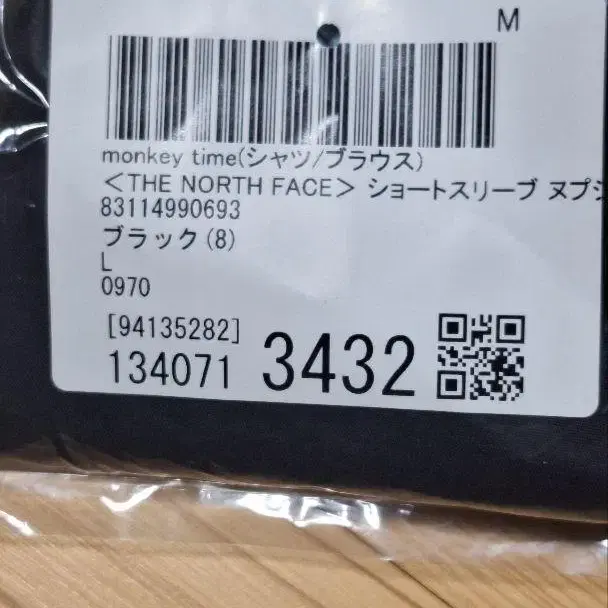 M
monkey time(シャツ/ブラウス)
<THE NORTH FACE> ショートスリーブ ヌプシ
83114990693
ブラック(8)
L
0970
[94135282]
134071 3432